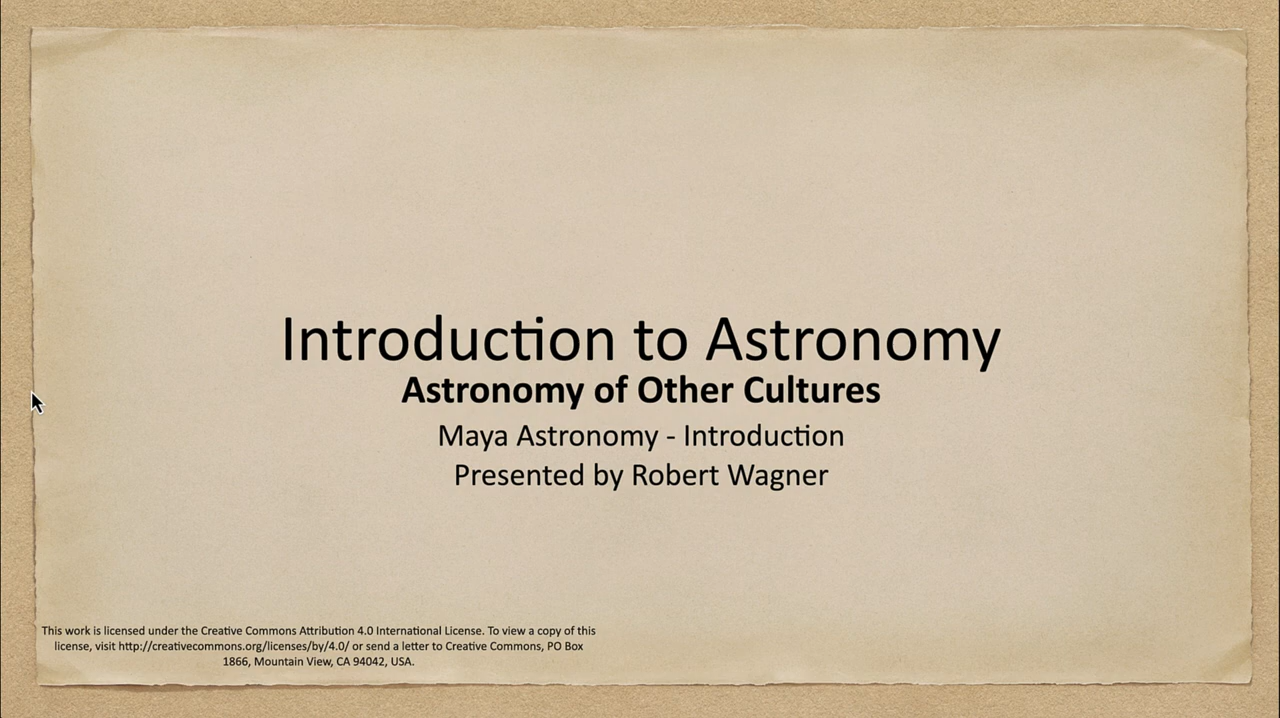 Introduction to Astronomy
Astronomy of Other Cultures
Maya Astronomy - Introduction
Presented by Robert Wagner
This work is licensed under the Creative Commons Attribution 4.0 International License. To view a copy of this
license, visit http://creativecommons.org/licenses/by/4.0/ or send a letter to Creative Commons, PO Box
1866, Mountain View, CA 94042, USA.